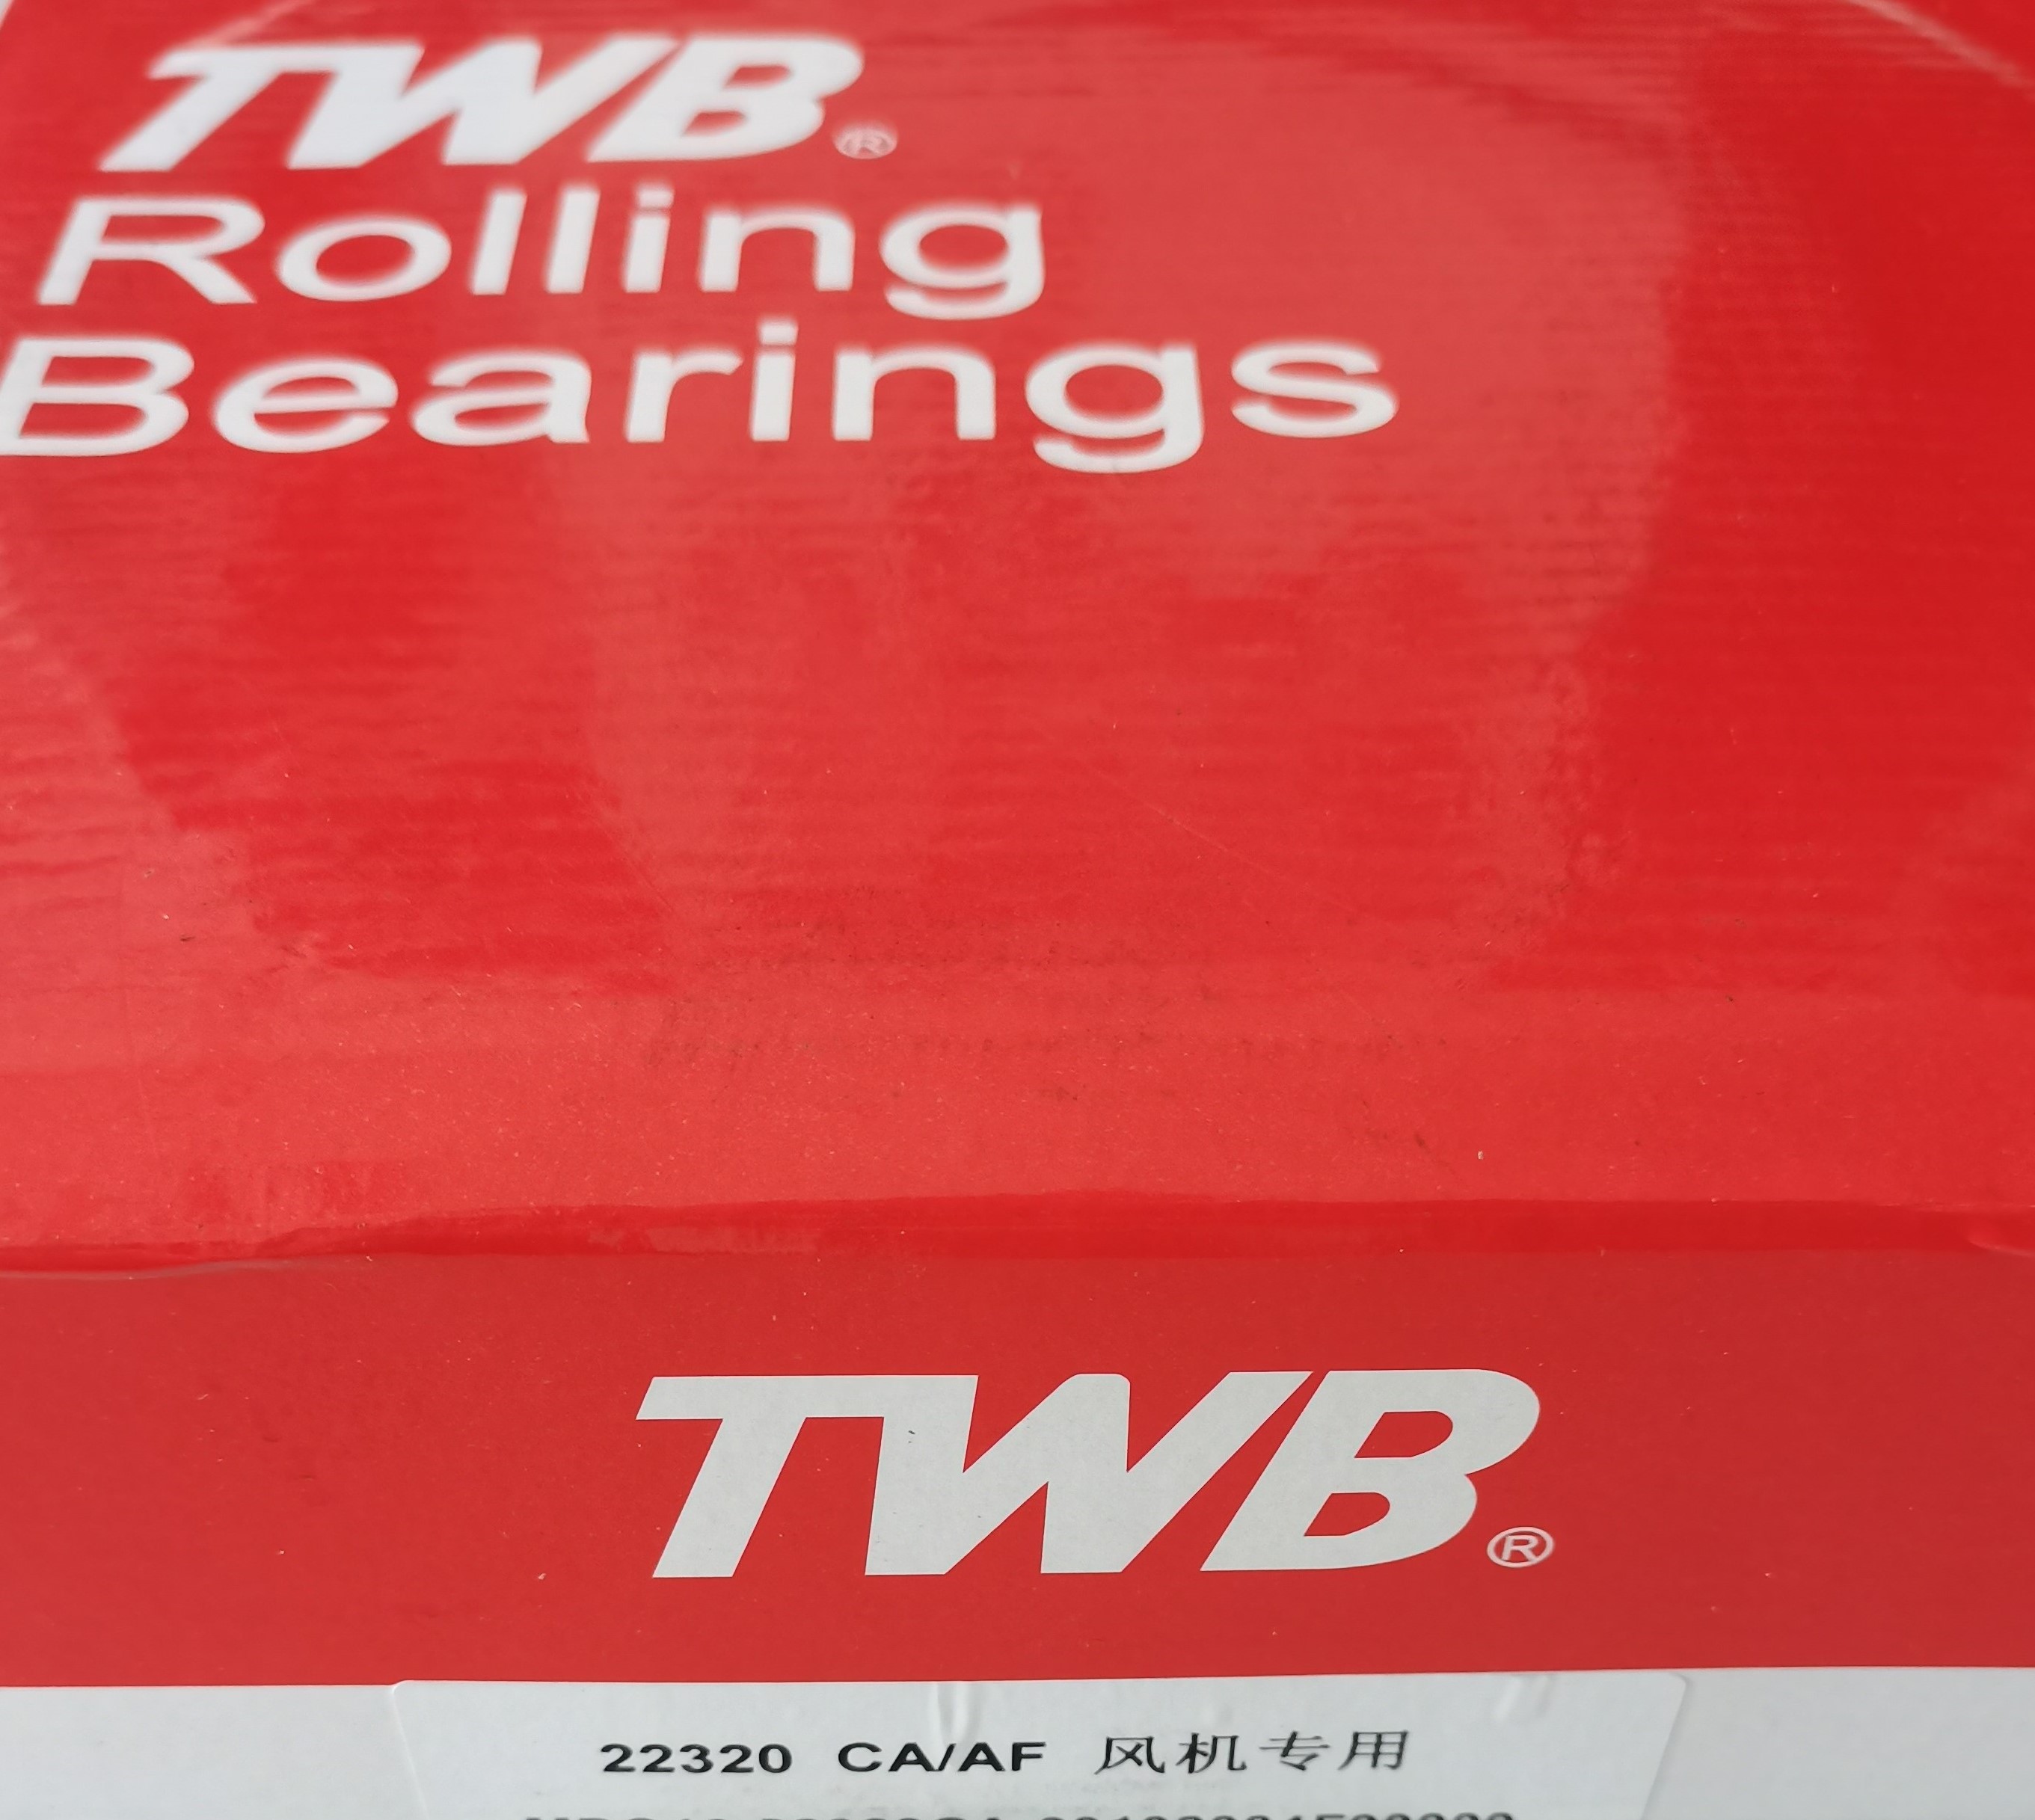 TWB®
Rolling
Bearings
TWB®
22320 CA/AF 风机专用